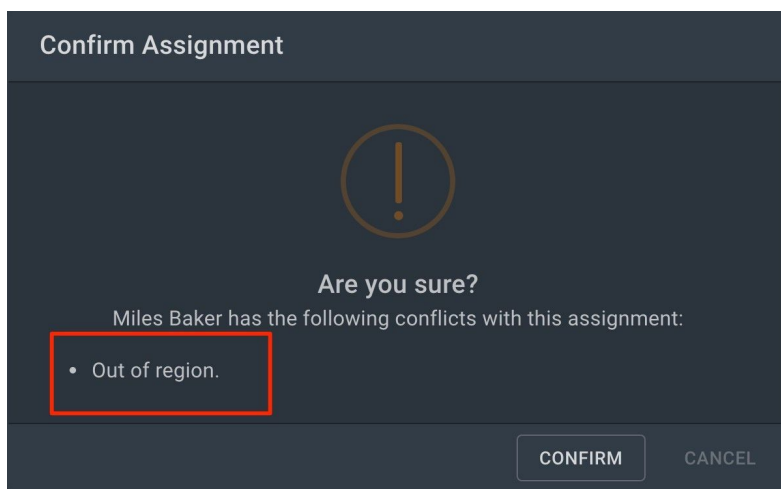 Confirm Assignment
Are you sure?
Miles Baker has the following conflicts with this assignment:
• Out of region.
CONFIRM CANCEL